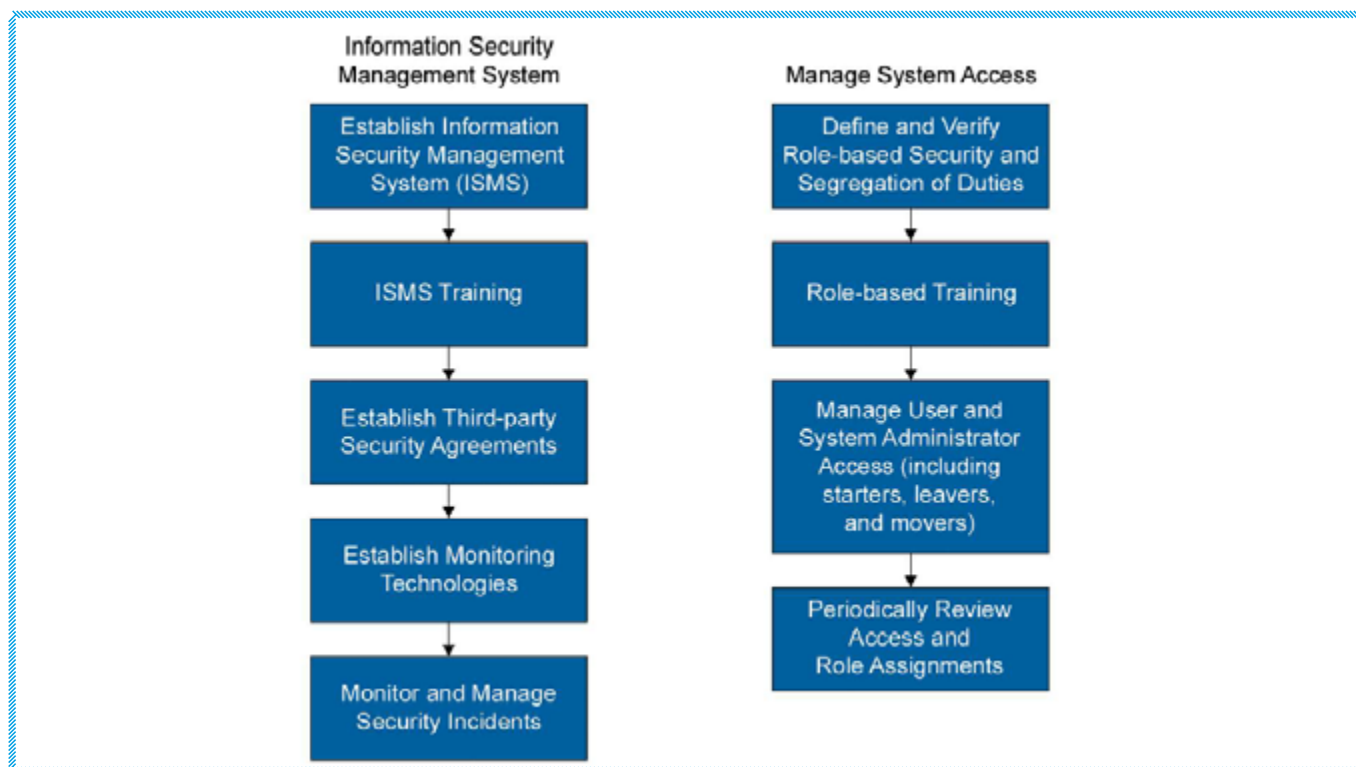 Information Security
Management System
Establish Information
Security Management
System (ISMS)
ISMS Training
Establish Third-party
Security Agreements
Establish Monitoring
Technologies
Monitor and Manage
Security Incidents
Manage System Access
Define and Verify
Role-based Security and
Segregation of Duties
Role-based Training
Manage User and
System Administrator
Access (including
starters, leavers,
and movers)
Periodically Review
Access and
Role Assignments